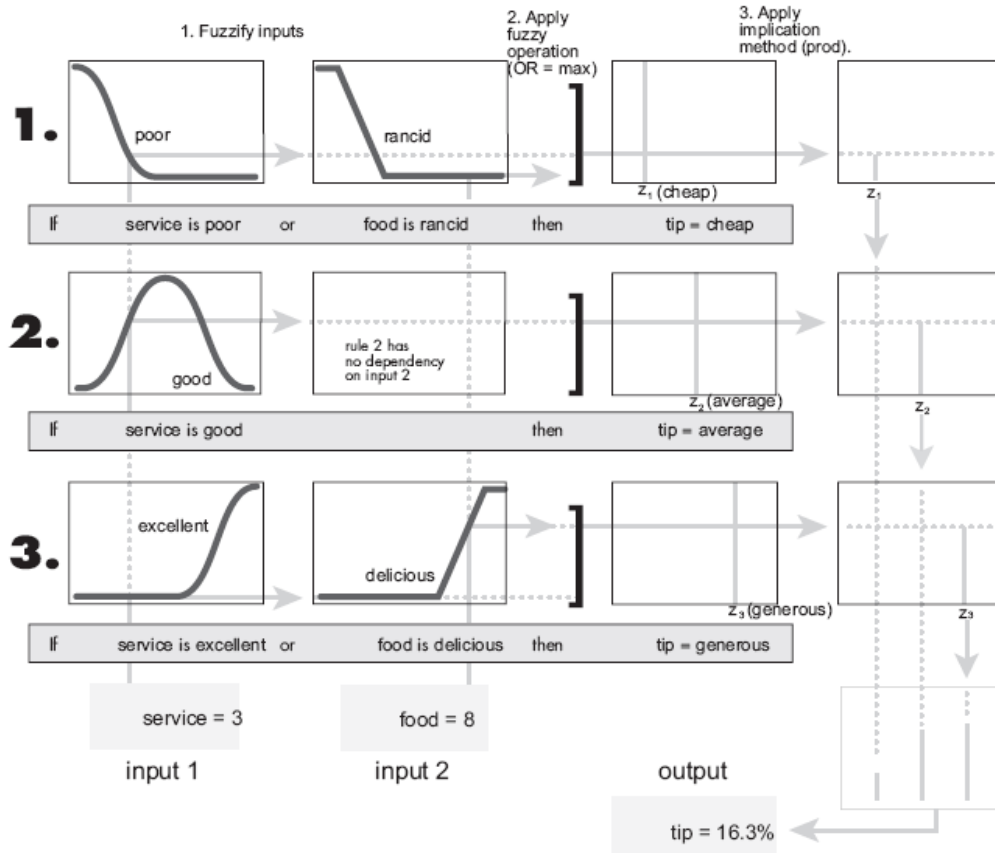 1. Fuzzify inputs
2. Apply
fuzzy
operation
(OR = max)
3. Apply
implication
method (prod).
1.
poor
rancid
z₁ (cheap)
z₁
If service is poor or food is rancid then tip = cheap
2.
good
rule 2 has
no dependency
on input 2
z₂ (average)
z₂
If service is good then tip = average
3.
excellent
delicious
z₃ (generous)
z₃
If service is excellent or food is delicious then tip = generous
service = 3
food = 8
input 1
input 2
output
tip = 16.3%